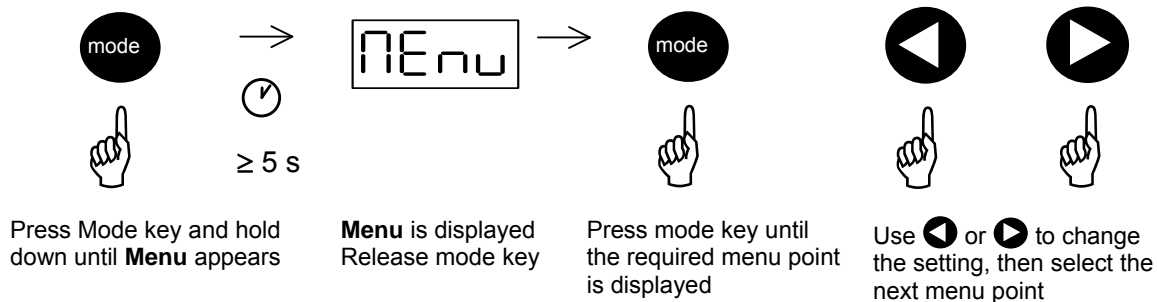 mode
MEnu
mode
≥ 5 s
Press Mode key and hold
down until Menu appears
Menu is displayed
Release mode key
Press mode key until
the required menu point
is displayed
Use ◀ or ▶ to change
the setting, then select the
next menu point